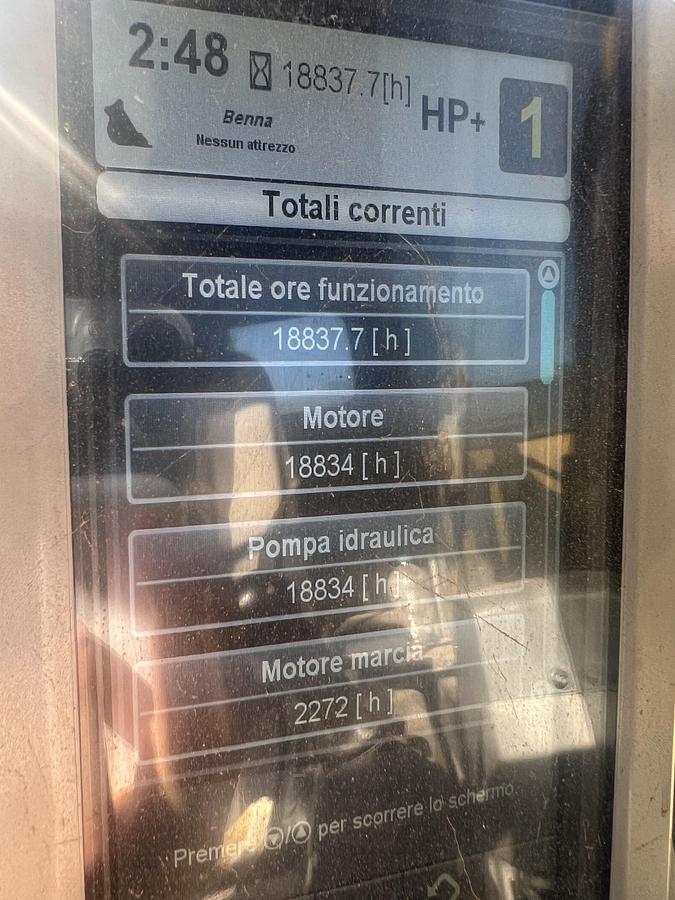 2:48 18837.7[h]
HP+ 1
Benna
Nessun attrezzo
Totali correnti
Totale ore funzionamento
18837.7 [ h ]
Motore
18834 [ h ]
Pompa idraulica
18834 [ h ]
Motore marcia
2272 [ h ]
Premere / per scorrere lo schermo.